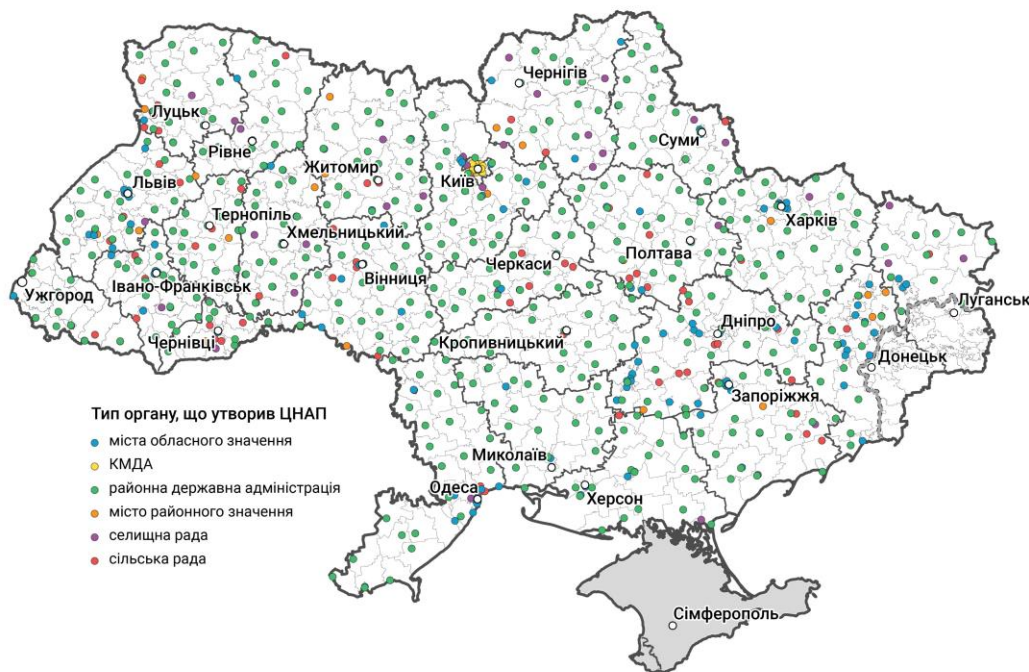 Чернігів
Луцьк
Рівне
Суми
Житомир
Київ
Львів
Харків
Тернопіль
Хмельницький
Полтава
Вінниця
Черкаси
Ужгород
Івано-Франківськ
Луганськ
Чернівці
Кропивницький
Дніпро
Донецьк
Запоріжжя
Тип органу, що утворив ЦНАП
міста обласного значення
КМДА
районна державна адміністрація
місто районного значення
селищна рада
сільська рада
Миколаїв
Одеса
Херсон
Сімферополь